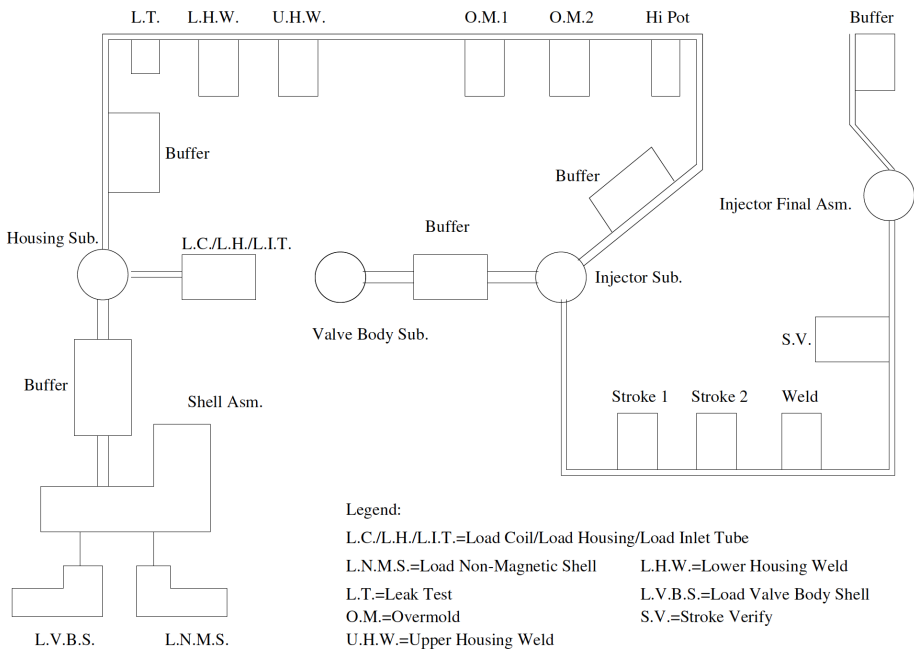 L.T.
L.H.W.
U.H.W.
O.M.1
O.M.2
Hi Pot
Buffer
Buffer
Buffer
Injector Final Asm.
Housing Sub.
L.C./L.H./L.I.T.
Buffer
Injector Sub.
Valve Body Sub.
S.V.
Buffer
Shell Asm.
Stroke 1
Stroke 2
Weld
Legend:
L.C./L.H./L.I.T.=Load Coil/Load Housing/Load Inlet Tube
L.N.M.S.=Load Non-Magnetic Shell
L.H.W.=Lower Housing Weld
L.T.=Leak Test
L.V.B.S.=Load Valve Body Shell
O.M.=Overmold
S.V.=Stroke Verify
U.H.W.=Upper Housing Weld
L.V.B.S.
L.N.M.S.